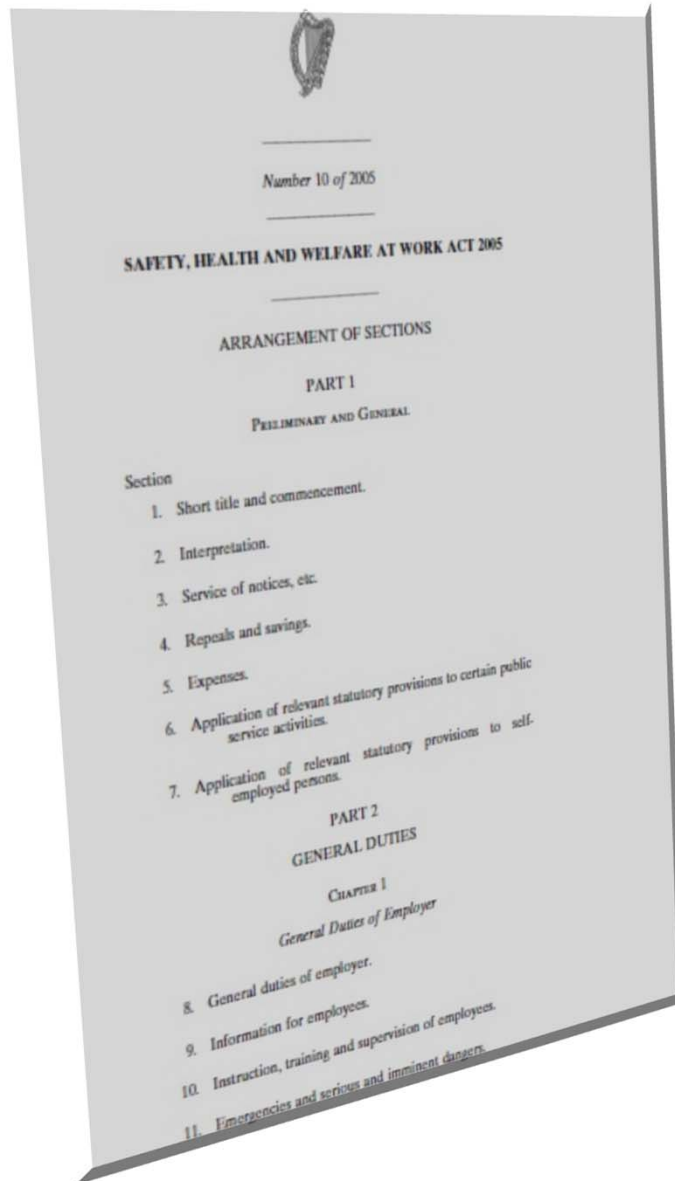 Number 10 of 2005
SAFETY, HEALTH AND WELFARE AT WORK ACT 2005
ARRANGEMENT OF SECTIONS
PART 1
PRELIMINARY AND GENERAL
Section
1. Short title and commencement.
2. Interpretation.
3. Service of notices, etc.
4. Repeals and savings.
5. Expenses.
6. Application of relevant statutory provisions to certain public
service activities.
7. Application of relevant statutory provisions to self-
employed persons.
PART 2
GENERAL DUTIES
CHAPTER 1
General Duties of Employer
8. General duties of employer.
9. Information for employees.
10. Instruction, training and supervision of employees.
11. Emergencies and serious and imminent dangers.